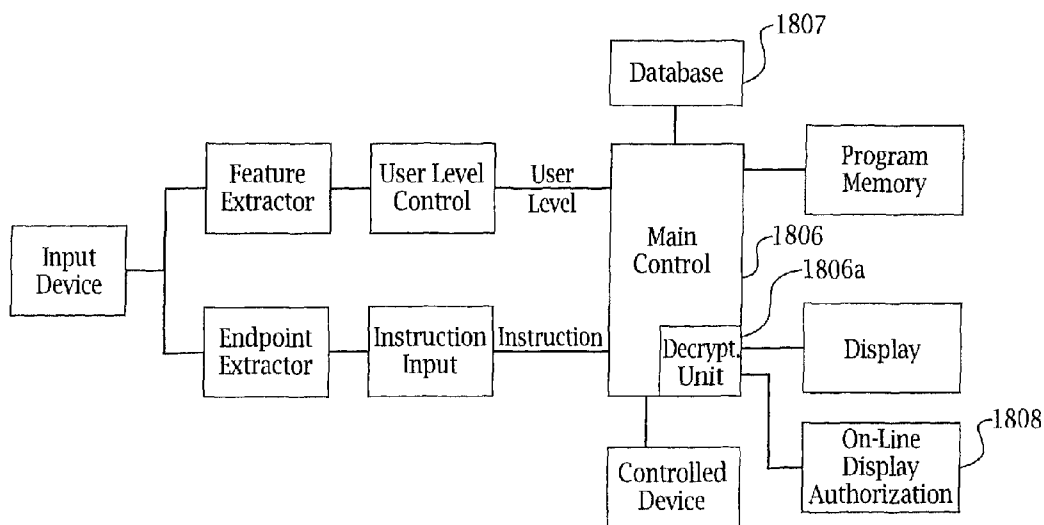 1807
Database
Feature
Extractor
User Level
Control
User
Level
Program
Memory
Input
Device
Main
Control
1806
1806a
Endpoint
Extractor
Instruction
Input
Instruction
Decrypt.
Unit
Display
1808
Controlled
Device
On-Line
Display
Authorization